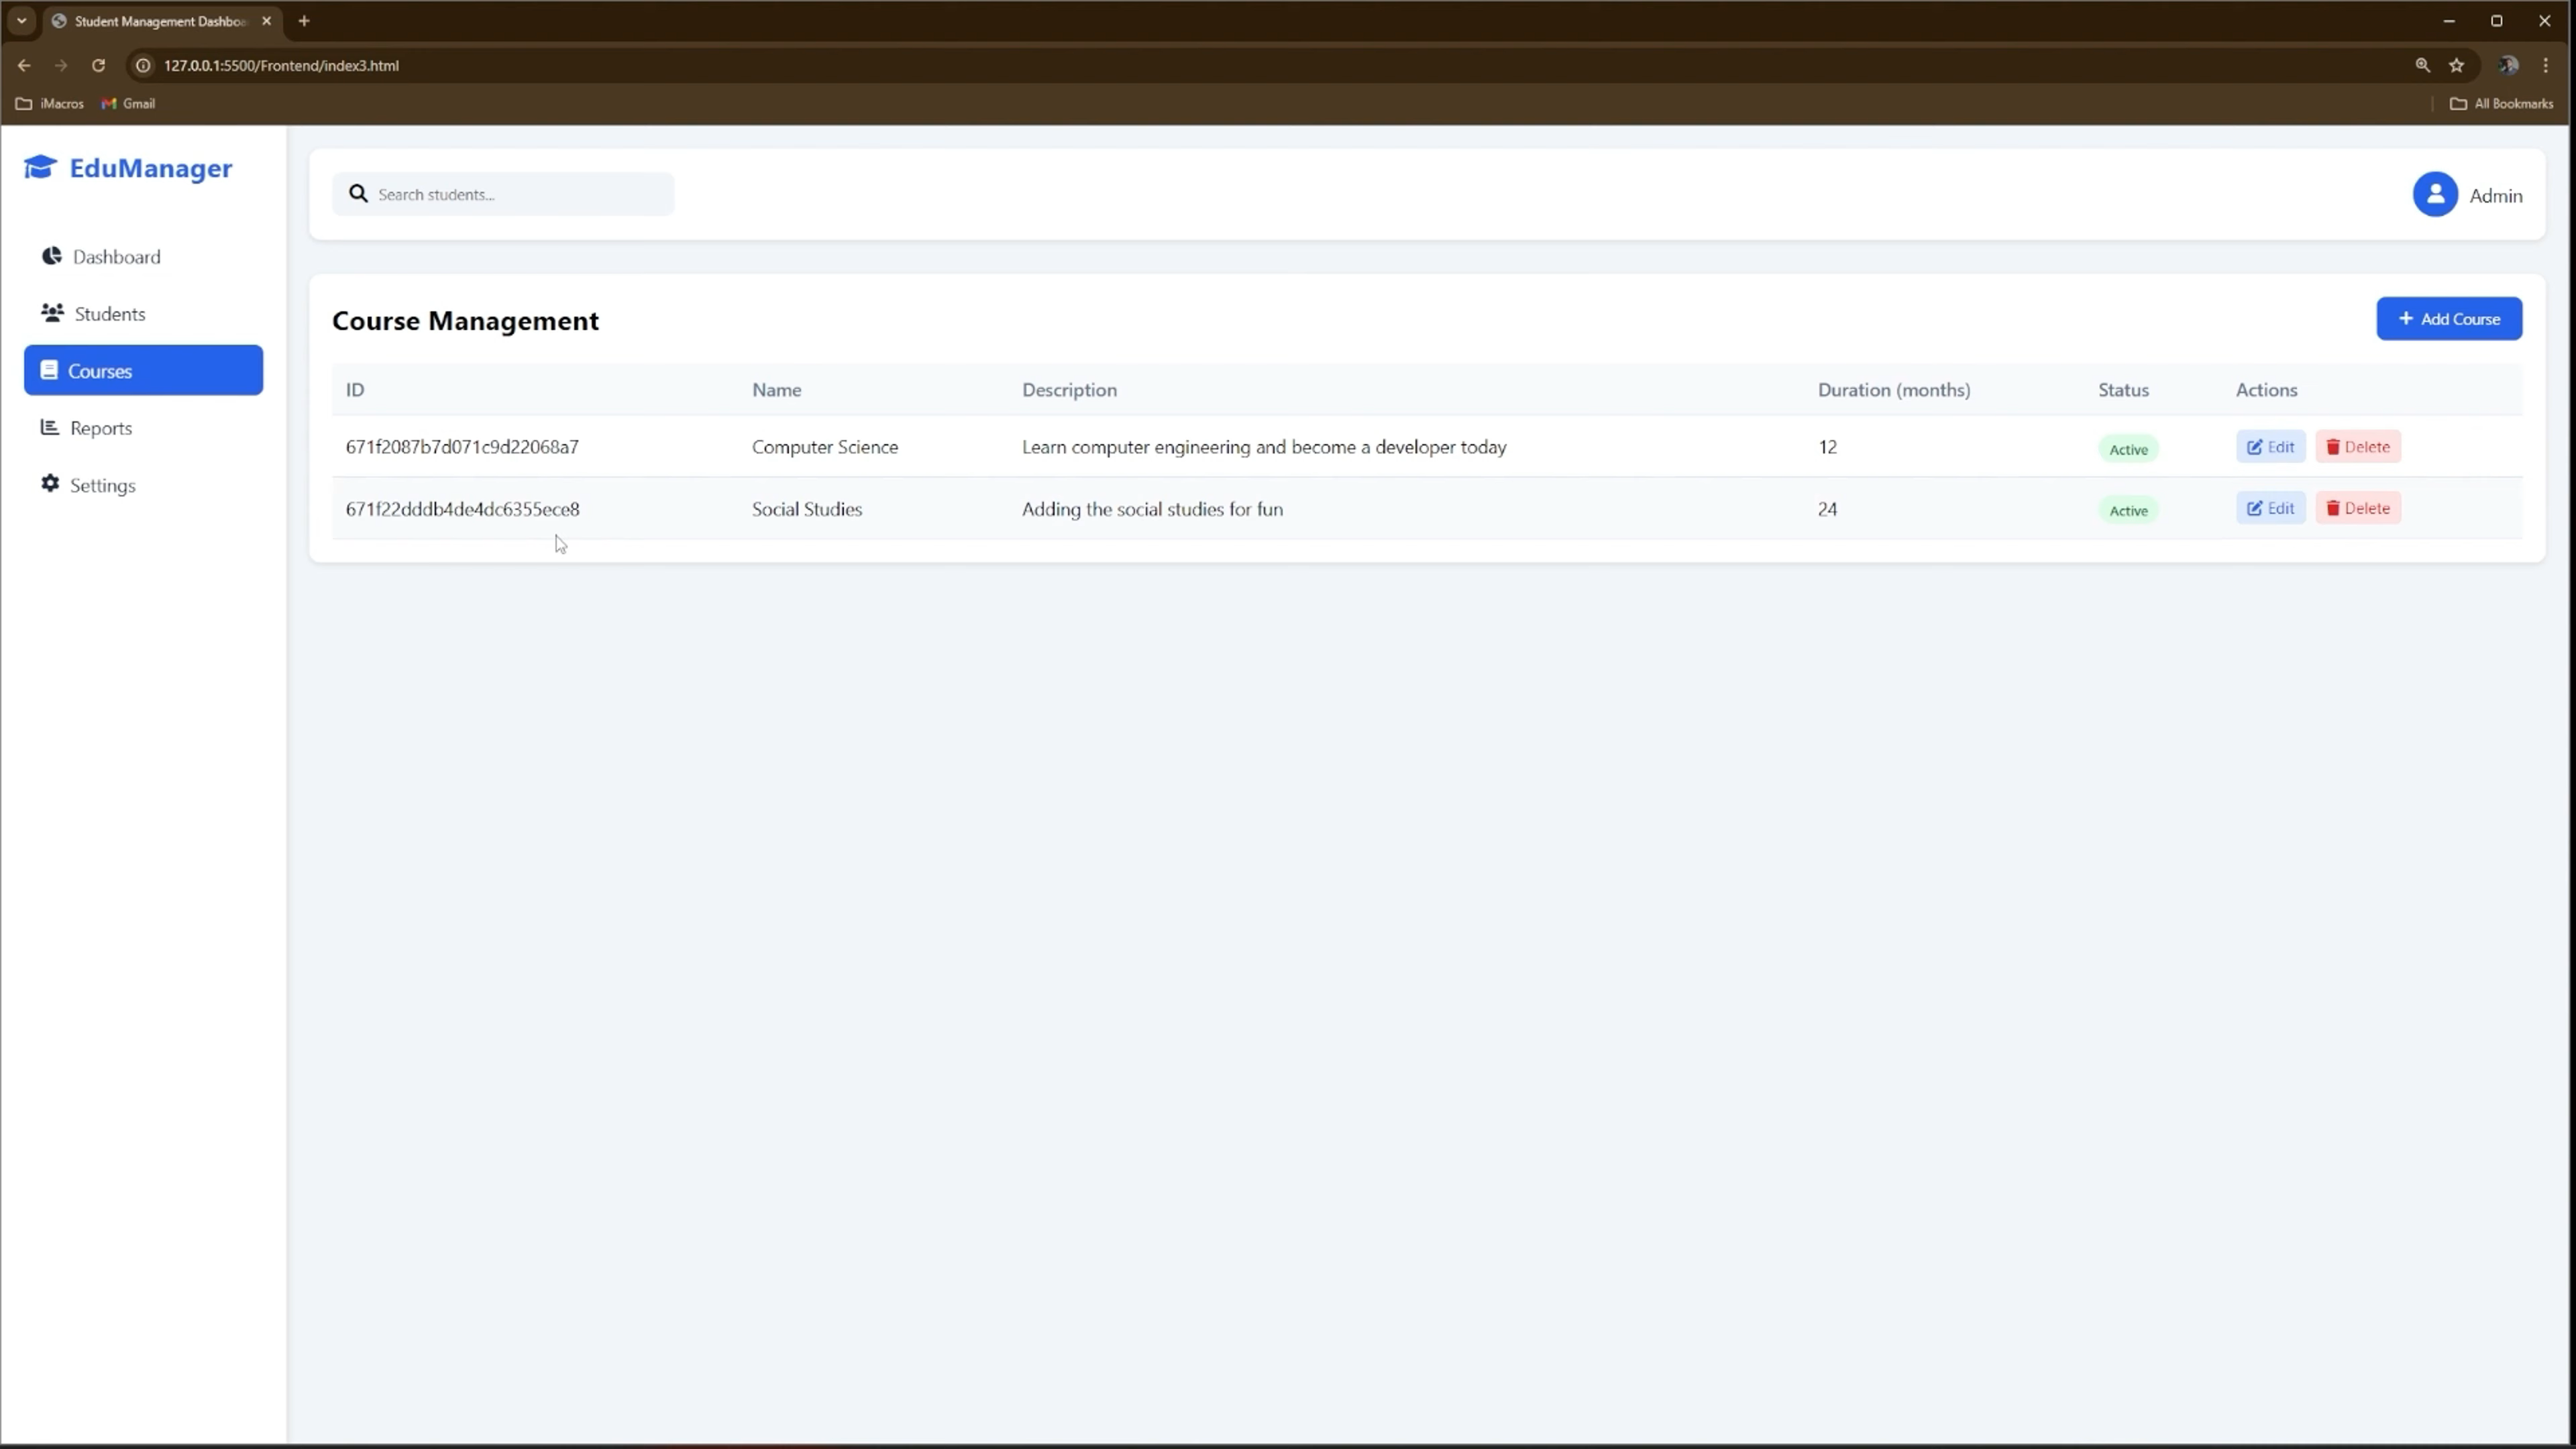 Student Management Dashboa
127.0.0.1:5500/Frontend/index3.html
iMacros Gmail All Bookmarks
EduManager
Search students...
Admin
Dashboard
Students
Courses
Reports
Settings
Course Management
+ Add Course
ID Name Description Duration (months) Status Actions
671f2087b7d071c9d22068a7 Computer Science Learn computer engineering and become a developer today 12 Active Edit Delete
671f22dddb4de4dc6355ece8 Social Studies Adding the social studies for fun 24 Active Edit Delete